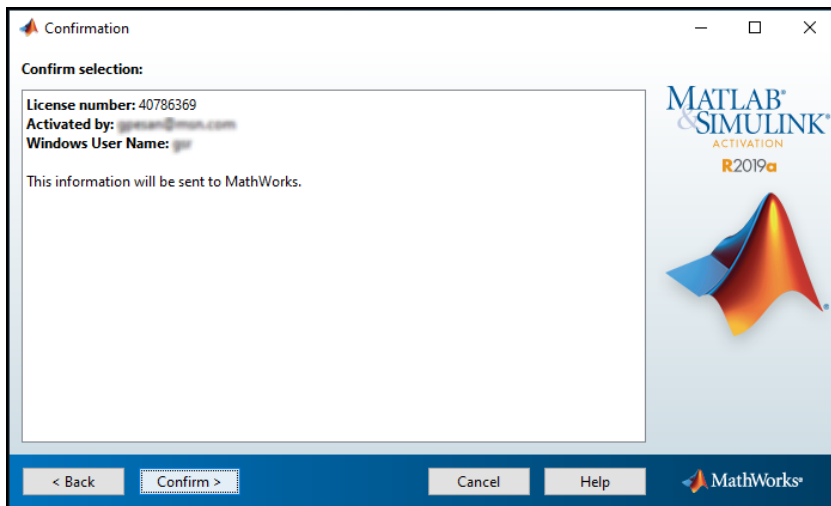 Confirmation
Confirm selection:
License number: 40786369
Activated by:
Windows User Name:
This information will be sent to MathWorks.
MATLAB®
&SIMULINK®
ACTIVATION
R2019a
< Back
Confirm >
Cancel
Help
MathWorks®